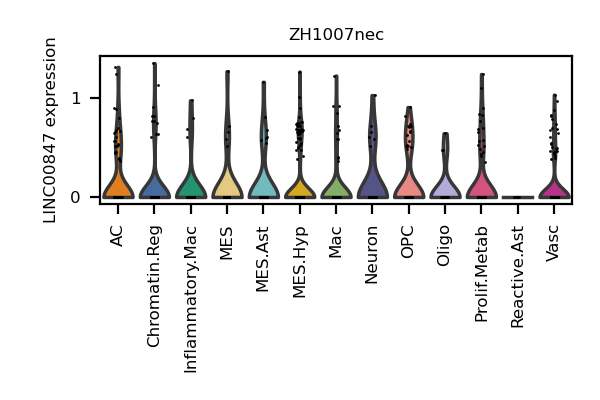 ZH1007nec
LINC00847 expression
1
0
AC
Chromatin.Reg
Inflammatory.Mac
MES
MES.Ast
MES.Hyp
Mac
Neuron
OPC
Oligo
Prolif.Metab
Reactive.Ast
Vasc